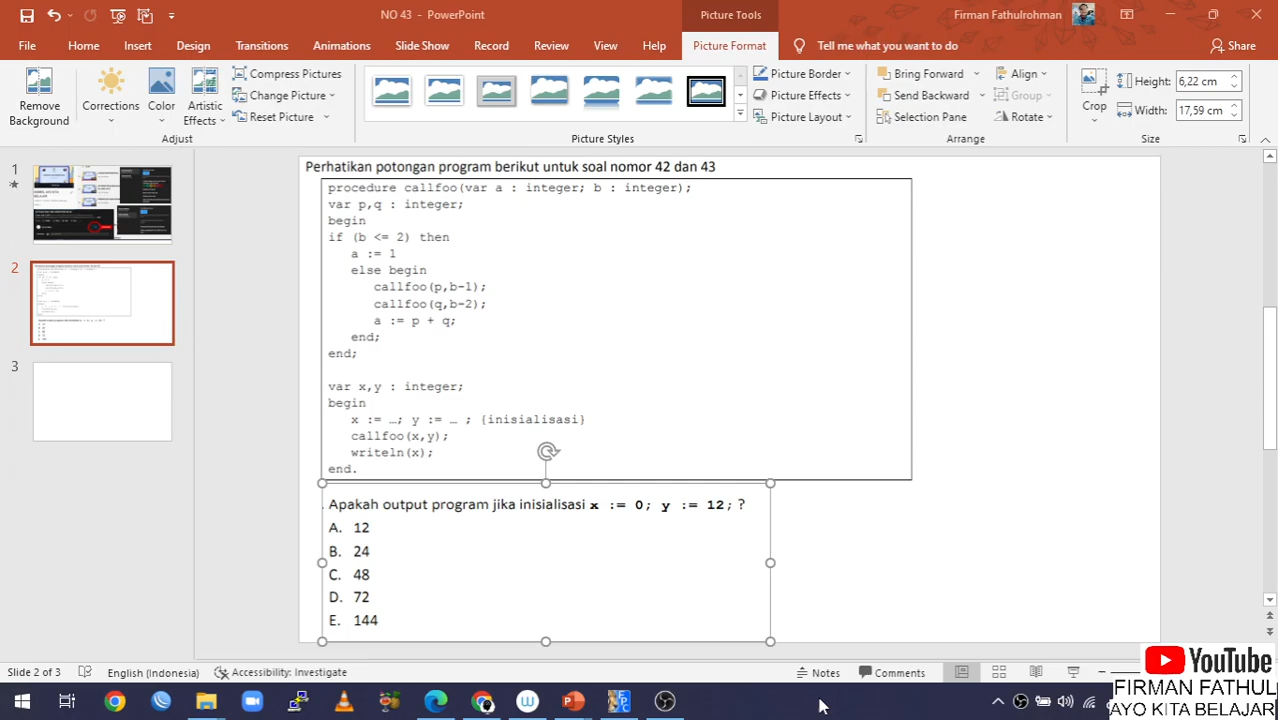 NO 43 - PowerPoint
Picture Tools
Firman Fathulrohman
File
Home
Insert
Design
Transitions
Animations
Slide Show
Record
Review
View
Help
Picture Format
Tell me what you want to do
Share
Remove
Background
Corrections
Color
Artistic
Effects
Compress Pictures
Change Picture
Reset Picture
Adjust
Picture Styles
Picture Border
Picture Effects
Picture Layout
Bring Forward
Send Backward
Selection Pane
Align
Group
Rotate
Arrange
Crop
Height:
6,22 cm
Width:
17,59 cm
Size
1
2
3
Perhatikan potongan program berikut untuk soal nomor 42 dan 43
procedure callfoo(var a : integer; b : integer);
var p,q : integer;
begin
if (b <= 2) then
a := 1
else begin
callfoo(p,b-1);
callfoo(q,b-2);
a := p + q;
end;
end;
var x,y : integer;
begin
x := …; y := … ; {inisialisasi}
callfoo(x,y);
writeln(x);
end.
. Apakah output program jika inisialisasi x := 0; y := 12; ?
A. 12
B. 24
C. 48
D. 72
E. 144
Slide 2 of 3
English (Indonesia)
Accessibility: Investigate
Notes
Comments
YouTube
FIRMAN FATHUL
AYO KITA BELAJAR